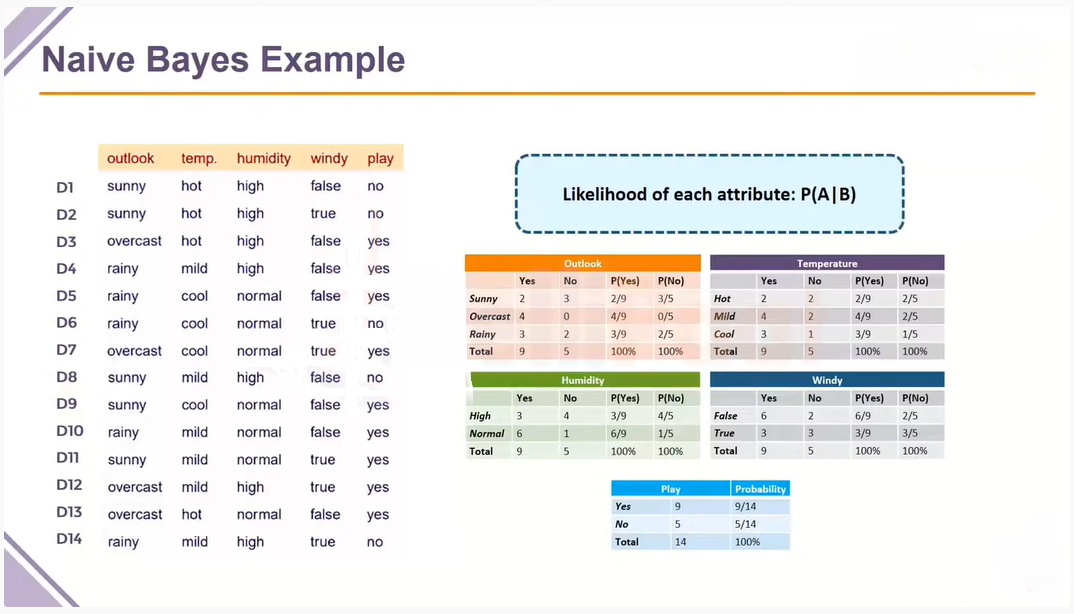 Naive Bayes Example
outlook temp. humidity windy play
D1 sunny hot high false no
D2 sunny hot high true no
D3 overcast hot high false yes
D4 rainy mild high false yes
D5 rainy cool normal false yes
D6 rainy cool normal true no
D7 overcast cool normal true yes
D8 sunny mild high false no
D9 sunny cool normal false yes
D10 rainy mild normal false yes
D11 sunny mild normal true yes
D12 overcast mild high true yes
D13 overcast hot normal false yes
D14 rainy mild high true no
Likelihood of each attribute: P(A|B)
Outlook
Yes No P(Yes) P(No)
Sunny 2 3 2/9 3/5
Overcast 4 0 4/9 0/5
Rainy 3 2 3/9 2/5
Total 9 5 100% 100%
Temperature
Yes No P(Yes) P(No)
Hot 2 2 2/9 2/5
Mild 4 2 4/9 2/5
Cool 3 1 3/9 1/5
Total 9 5 100% 100%
Humidity
Yes No P(Yes) P(No)
High 3 4 3/9 4/5
Normal 6 1 6/9 1/5
Total 9 5 100% 100%
Windy
Yes No P(Yes) P(No)
False 6 2 6/9 2/5
True 3 3 3/9 3/5
Total 9 5 100% 100%
Play Probability
Yes 9 9/14
No 5 5/14
Total 14 100%